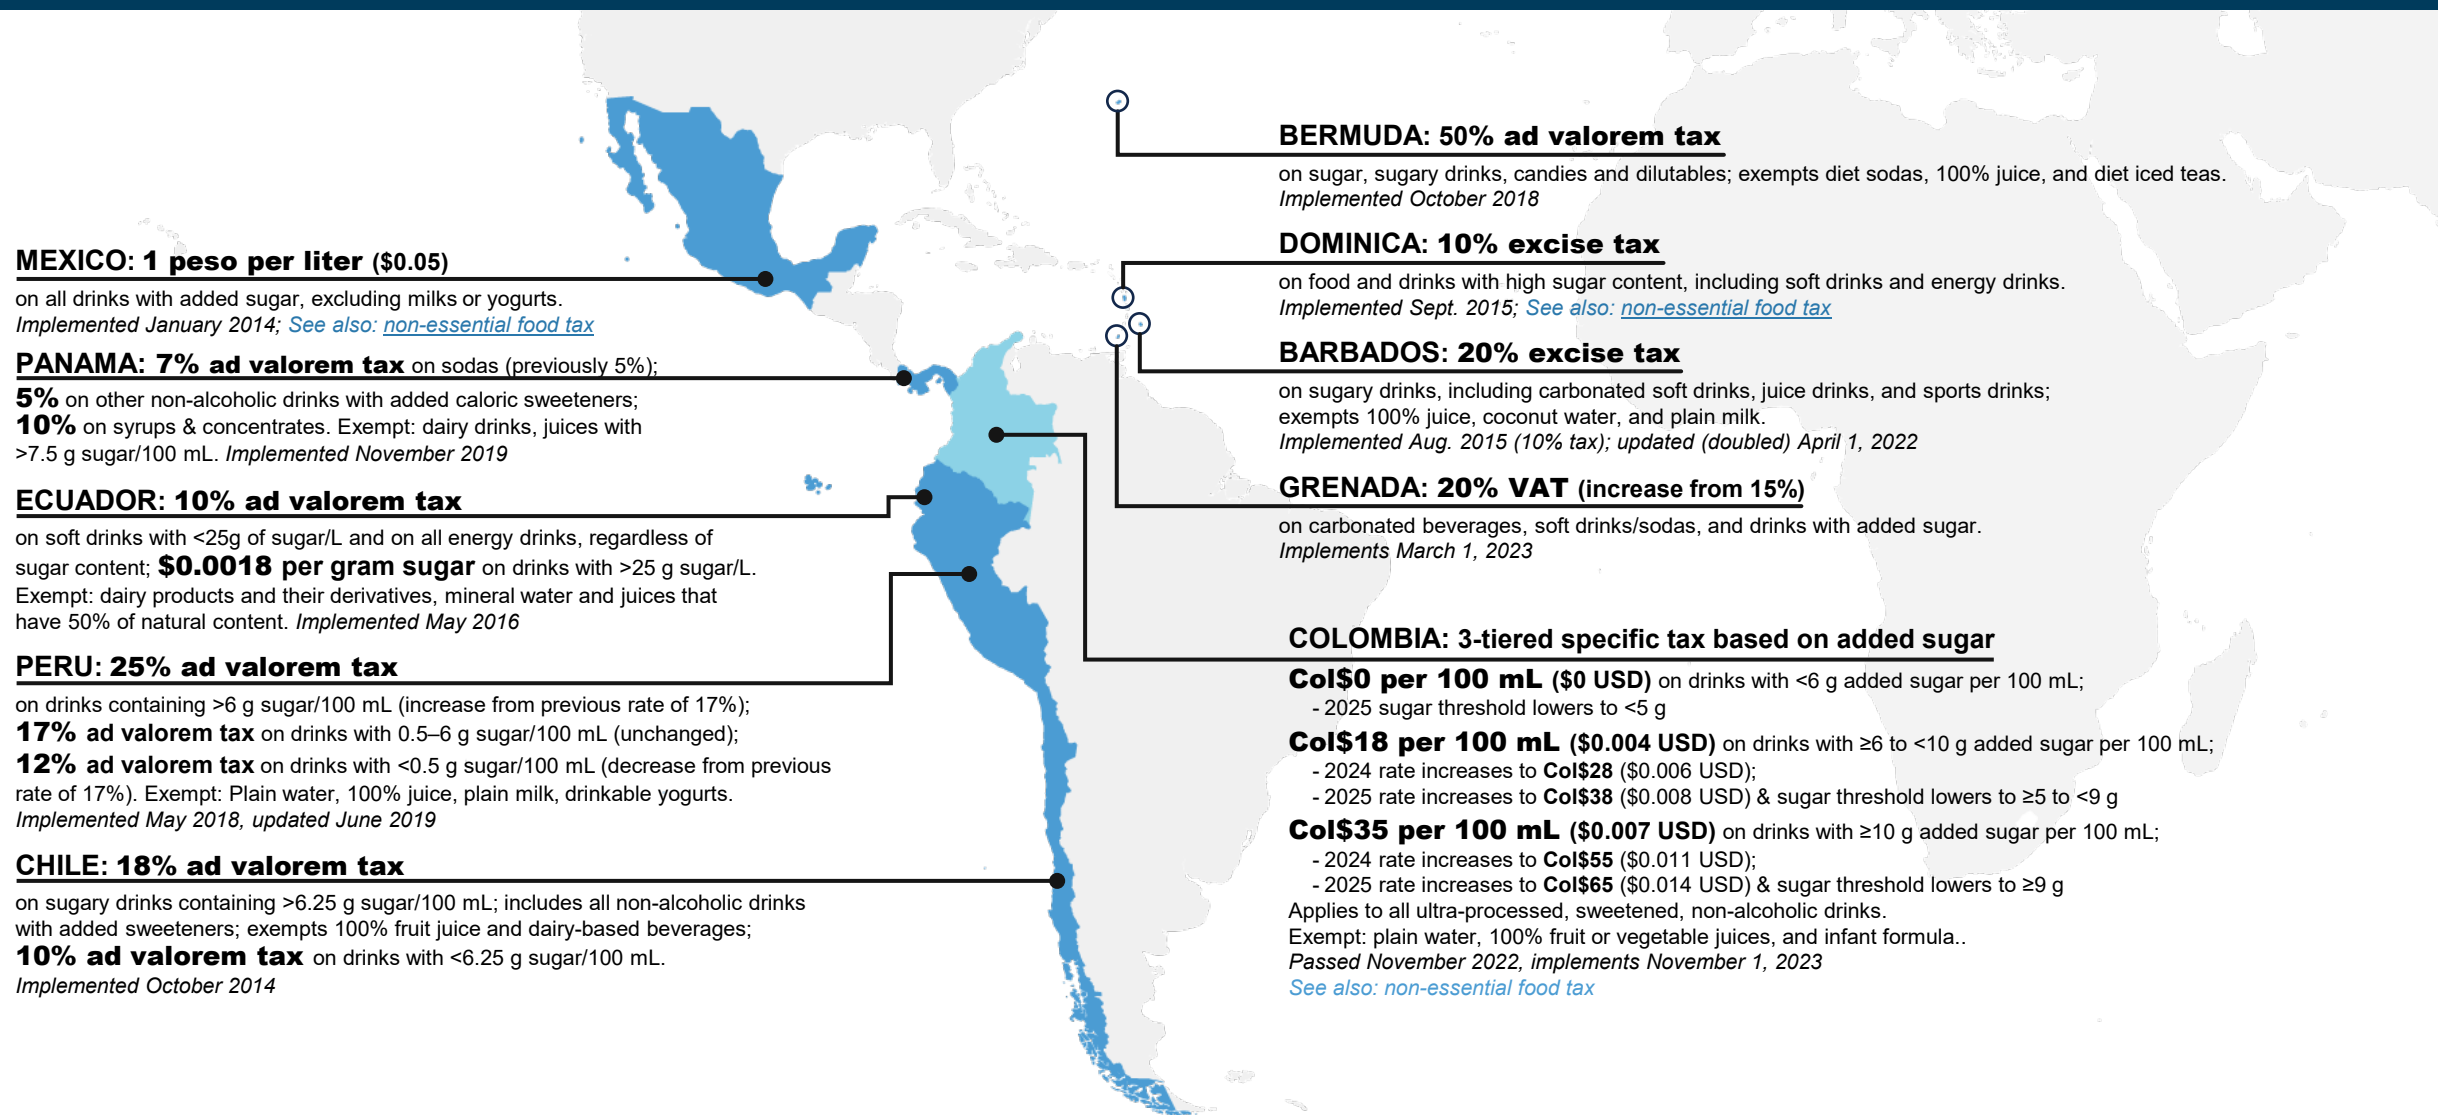 MEXICO: 1 peso per liter ($0.05)
on all drinks with added sugar, excluding milks or yogurts.
Implemented January 2014; See also: non-essential food tax
PANAMA: 7% ad valorem tax on sodas (previously 5%);
5% on other non-alcoholic drinks with added caloric sweeteners;
10% on syrups & concentrates. Exempt: dairy drinks, juices with
>7.5 g sugar/100 mL. Implemented November 2019
ECUADOR: 10% ad valorem tax
on soft drinks with <25g of sugar/L and on all energy drinks, regardless of
sugar content; $0.0018 per gram sugar on drinks with >25 g sugar/L.
Exempt: dairy products and their derivatives, mineral water and juices that
have 50% of natural content. Implemented May 2016
PERU: 25% ad valorem tax
on drinks containing >6 g sugar/100 mL (increase from previous rate of 17%);
17% ad valorem tax on drinks with 0.5–6 g sugar/100 mL (unchanged);
12% ad valorem tax on drinks with <0.5 g sugar/100 mL (decrease from previous
rate of 17%). Exempt: Plain water, 100% juice, plain milk, drinkable yogurts.
Implemented May 2018, updated June 2019
CHILE: 18% ad valorem tax
on sugary drinks containing >6.25 g sugar/100 mL; includes all non-alcoholic drinks
with added sweeteners; exempts 100% fruit juice and dairy-based beverages;
10% ad valorem tax on drinks with <6.25 g sugar/100 mL.
Implemented October 2014
BERMUDA: 50% ad valorem tax
on sugar, sugary drinks, candies and dilutables; exempts diet sodas, 100% juice, and diet iced teas.
Implemented October 2018
DOMINICA: 10% excise tax
on food and drinks with high sugar content, including soft drinks and energy drinks.
Implemented Sept. 2015; See also: non-essential food tax
BARBADOS: 20% excise tax
on sugary drinks, including carbonated soft drinks, juice drinks, and sports drinks;
exempts 100% juice, coconut water, and plain milk.
Implemented Aug. 2015 (10% tax); updated (doubled) April 1, 2022
GRENADA: 20% VAT (increase from 15%)
on carbonated beverages, soft drinks/sodas, and drinks with added sugar.
Implements March 1, 2023
COLOMBIA: 3-tiered specific tax based on added sugar
Col$0 per 100 mL ($0 USD) on drinks with <6 g added sugar per 100 mL;
- 2025 sugar threshold lowers to <5 g
Col$18 per 100 mL ($0.004 USD) on drinks with ≥6 to <10 g added sugar per 100 mL;
- 2024 rate increases to Col$28 ($0.006 USD);
- 2025 rate increases to Col$38 ($0.008 USD) & sugar threshold lowers to ≥5 to <9 g
Col$35 per 100 mL ($0.007 USD) on drinks with ≥10 g added sugar per 100 mL;
- 2024 rate increases to Col$55 ($0.011 USD);
- 2025 rate increases to Col$65 ($0.014 USD) & sugar threshold lowers to ≥9 g
Applies to all ultra-processed, sweetened, non-alcoholic drinks.
Exempt: plain water, 100% fruit or vegetable juices, and infant formula..
Passed November 2022, implements November 1, 2023
See also: non-essential food tax